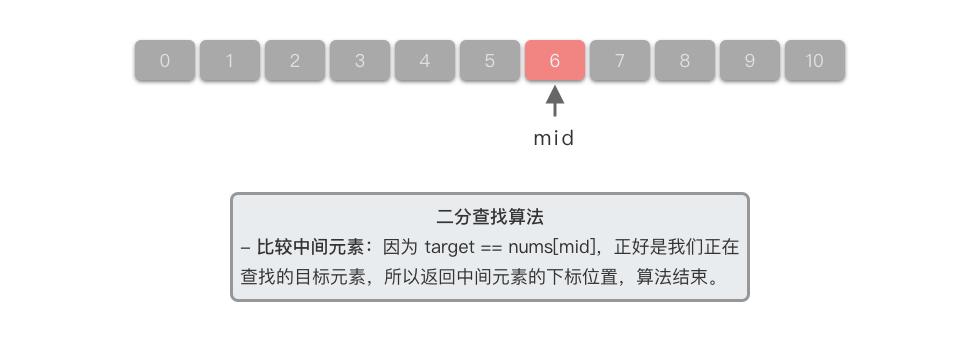 0 1 2 3 4 5 6 7 8 9 10
mid
二分查找算法
- 比较中间元素：因为 target == nums[mid]，正好是我们正在
查找的目标元素，所以返回中间元素的下标位置，算法结束。